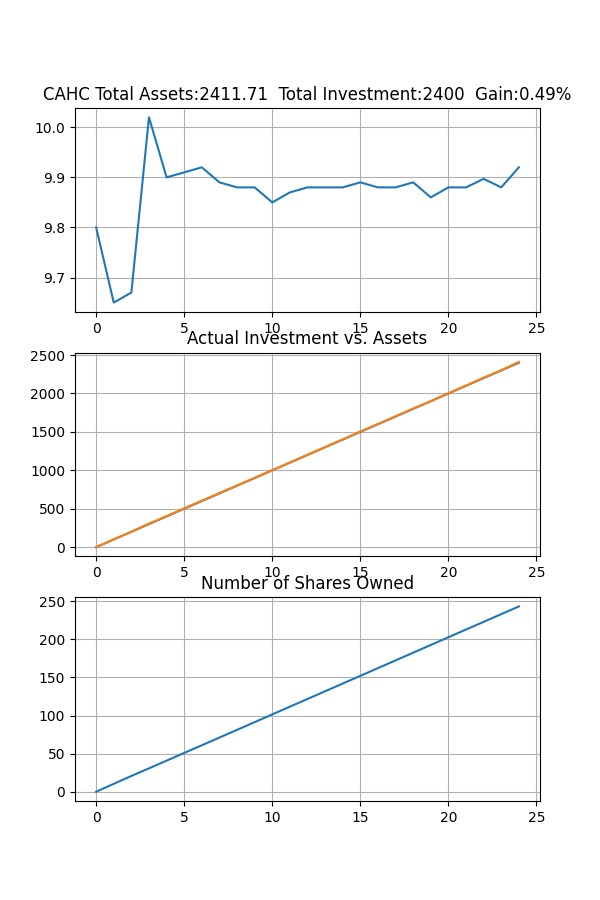 CAHC Total Assets:2411.71  Total Investment:2400  Gain:0.49%
10.0
9.9
9.8
9.7
0 5 10 15 20 25
Actual Investment vs. Assets
2500
2000
1500
1000
500
0
0 5 10 15 20 25
Number of Shares Owned
250
200
150
100
50
0
0 5 10 15 20 25